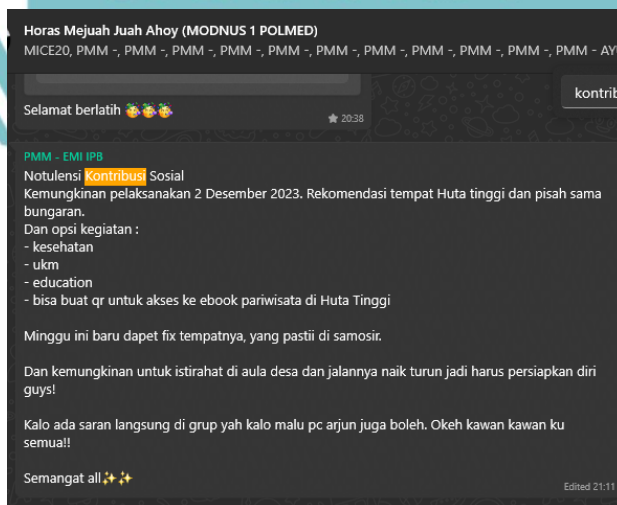 Horas Mejuah Juah Ahoy (MODNUS 1 POLMED)
MICE20, PMM -, PMM -, PMM -, PMM -, PMM -, PMM -, PMM -, PMM -, PMM -, PMM -, PMM - AY
kontrib
Selamat berlatih 🥳🥳🥳
20:38
PMM - EMI IPB
Notulensi Kontribusi Sosial
Kemungkinan pelaksanakan 2 Desember 2023. Rekomendasi tempat Huta tinggi dan pisah sama
bungaran.
Dan opsi kegiatan :
- kesehatan
- ukm
- education
- bisa buat qr untuk akses ke ebook pariwisata di Huta Tinggi
Minggu ini baru dapet fix tempatnya, yang pastii di samosir.
Dan kemungkinan untuk istirahat di aula desa dan jalannya naik turun jadi harus persiapkan diri
guys!
Kalo ada saran langsung di grup yah kalo malu pc arjun juga boleh. Okeh kawan kawan ku
semua!!
Semangat all✨✨
Edited 21:11